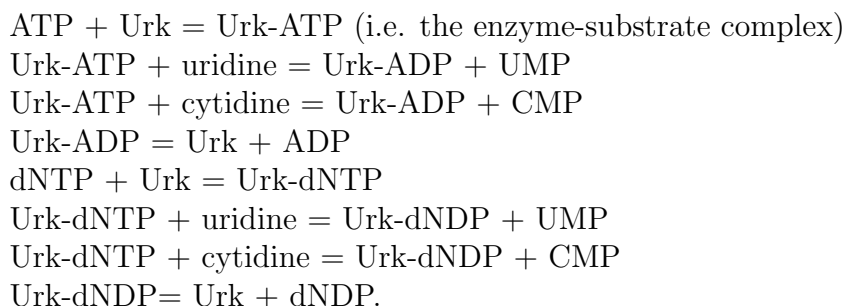 ATP + Urk = Urk-ATP (i.e. the enzyme-substrate complex)
Urk-ATP + uridine = Urk-ADP + UMP
Urk-ATP + cytidine = Urk-ADP + CMP
Urk-ADP = Urk + ADP
dNTP + Urk = Urk-dNTP
Urk-dNTP + uridine = Urk-dNDP + UMP
Urk-dNTP + cytidine = Urk-dNDP + CMP
Urk-dNDP= Urk + dNDP.